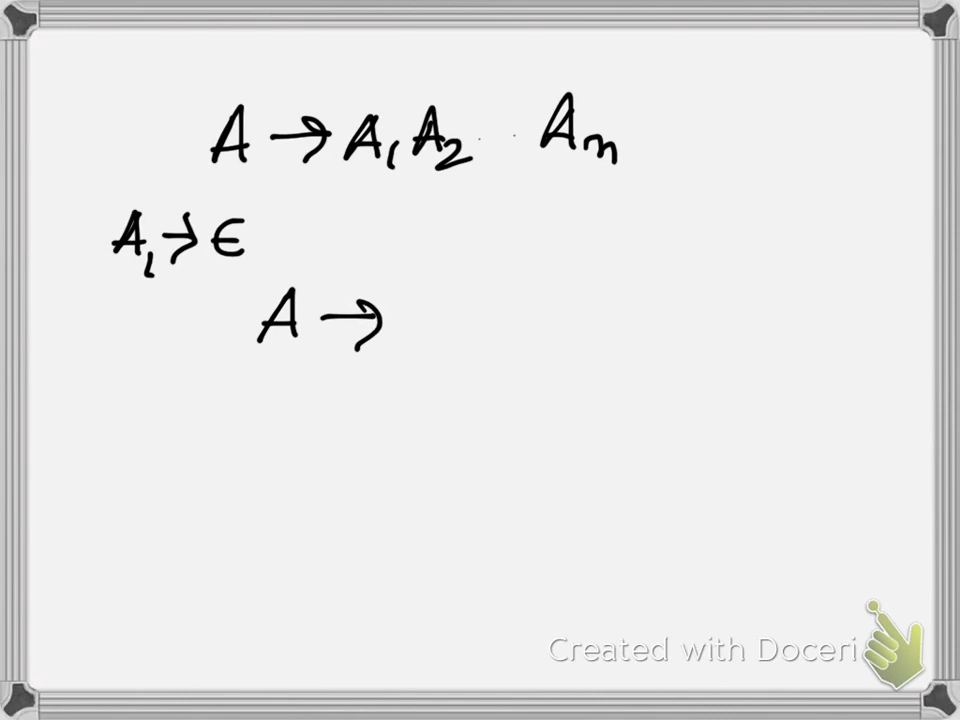 A → A₁ A₂ . . Aₘ
A₁ → ϵ
A →
Created with Doceri